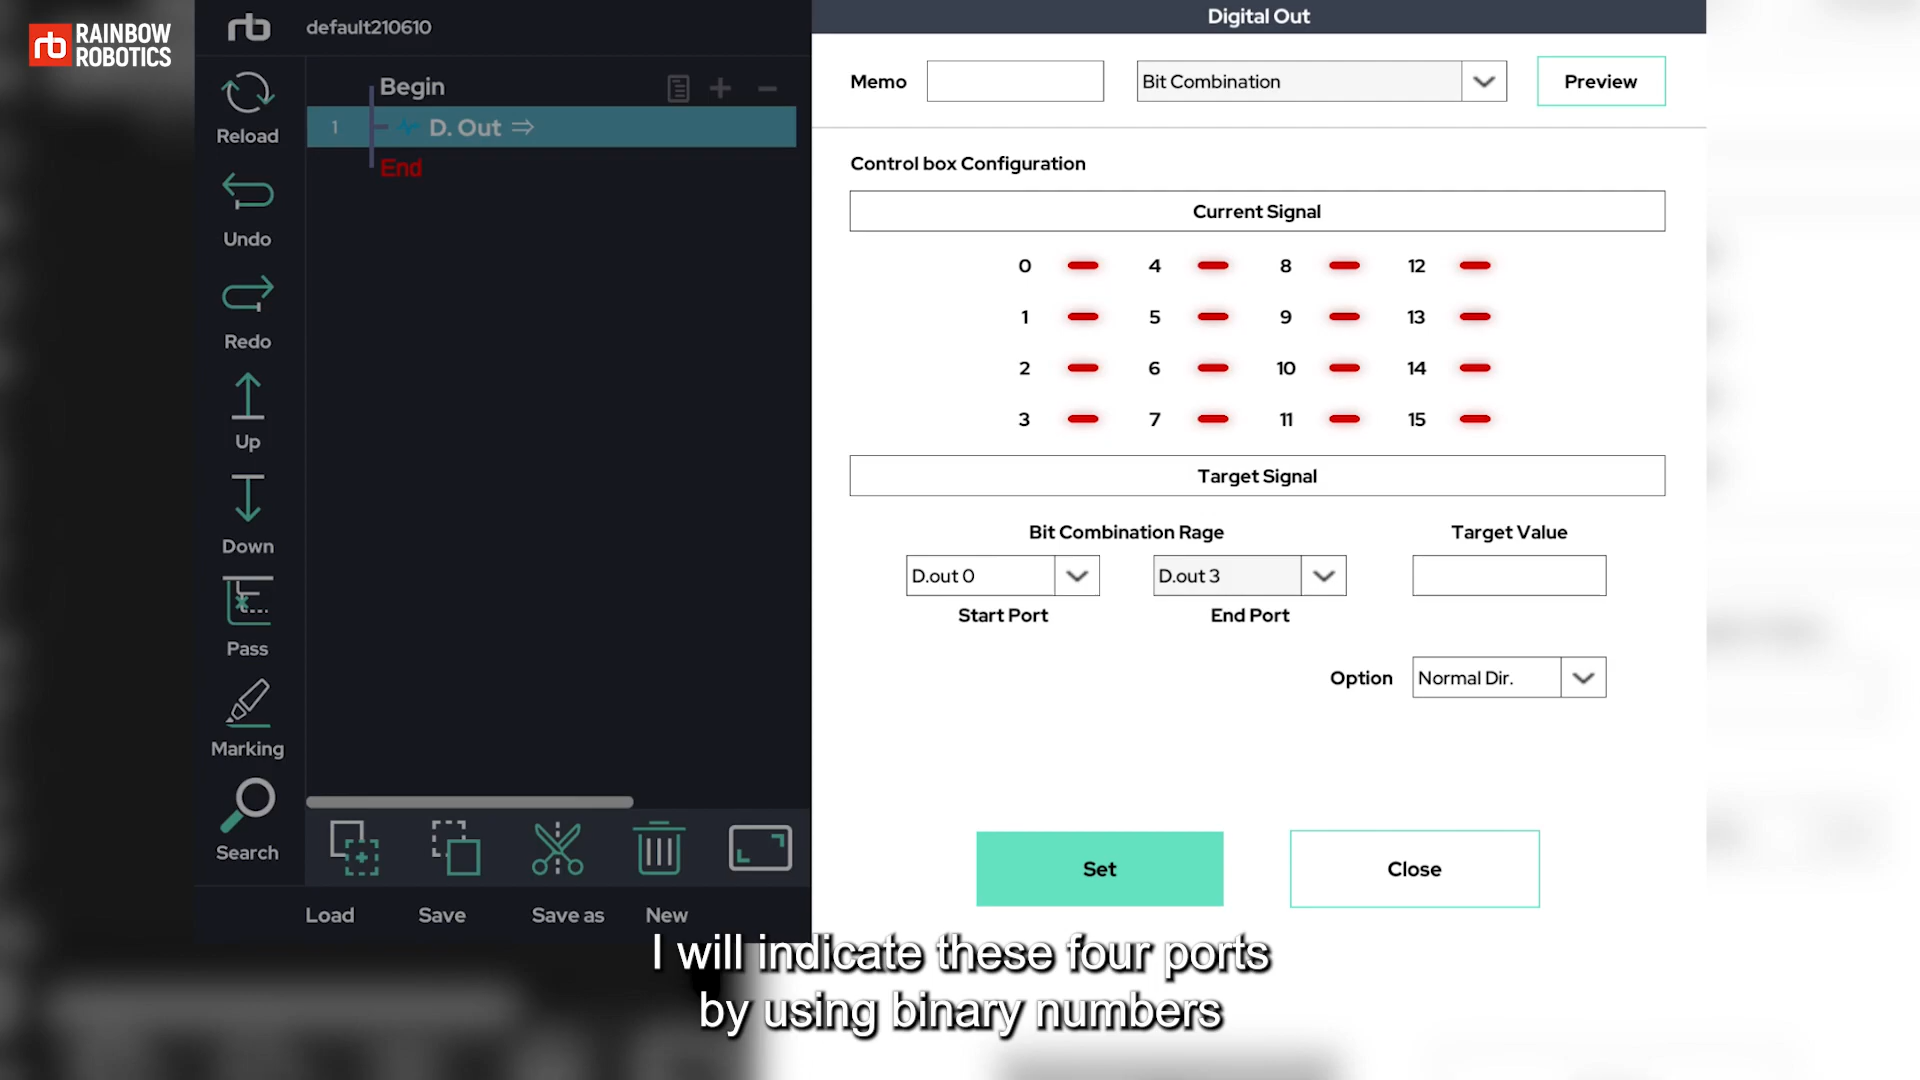 RAINBOW
ROBOTICS
default210610
Reload
Undo
Redo
Up
Down
Pass
Marking
Search
Begin
1 D. Out ⇒
End
Load Save Save as New
Digital Out
Memo Bit Combination Preview
Control box Configuration
Current Signal
0 4 8 12
1 5 9 13
2 6 10 14
3 7 11 15
Target Signal
Bit Combination Rage Target Value
D.out 0 D.out 3
Start Port End Port
Option Normal Dir.
Set Close
I will indicate these four ports
by using binary numbers